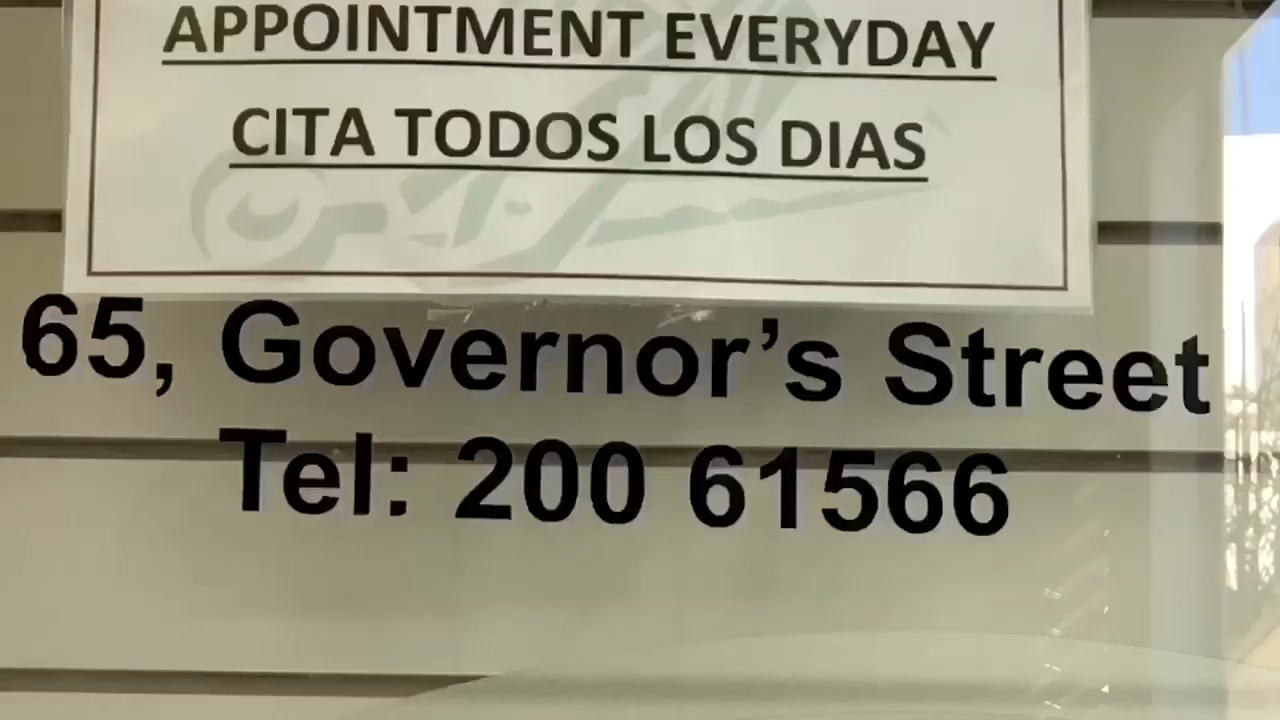 APPOINTMENT EVERYDAY
CITA TODOS LOS DIAS
65, Governor's Street
Tel: 200 61566